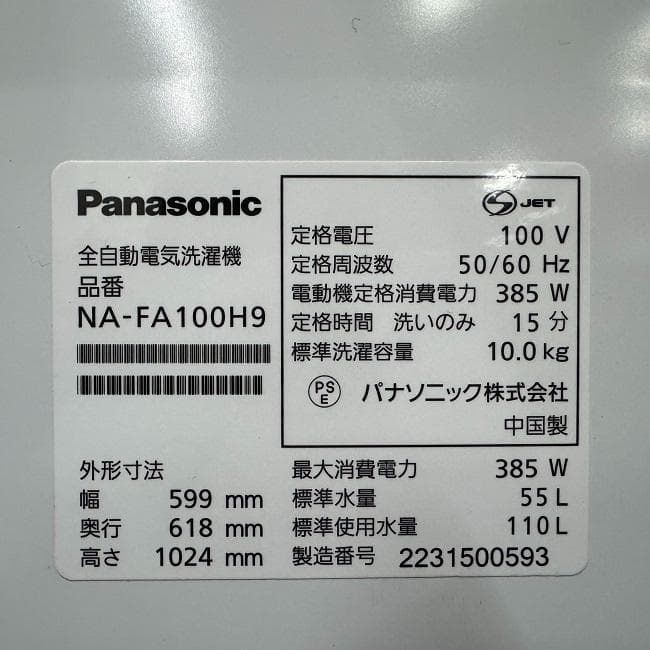 Panasonic
全自動電気洗濯機
品番
NA-FA100H9
JET
定格電圧 100 V
定格周波数 50/60 Hz
電動機定格消費電力 385 W
定格時間 洗いのみ 15 分
標準洗濯容量 10.0 kg
PS
E
パナソニック株式会社
中国製
外形寸法
幅 599 mm
奥行 618 mm
高さ 1024 mm
最大消費電力 385 W
標準水量 55 L
標準使用水量 110 L
製造番号 2231500593